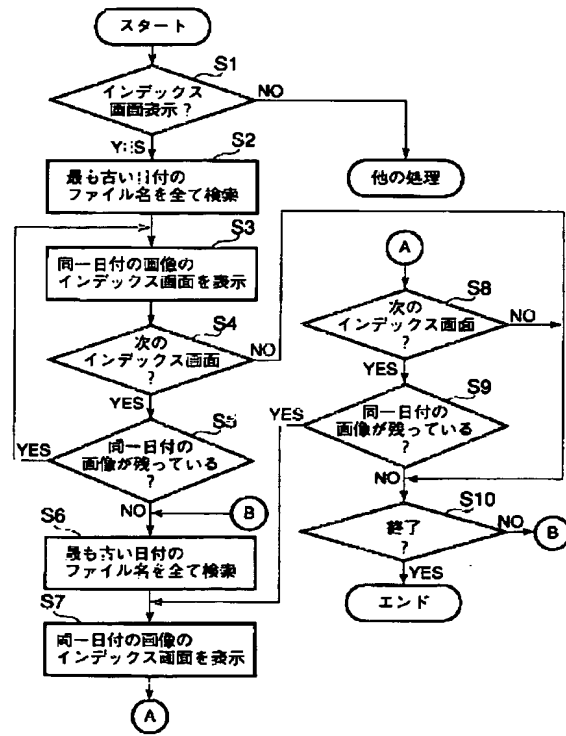 スタート
S1
インデックス
画面表示?
NO
YES
S2
最も古い日付の
ファイル名を全て検索
他の処理
S3
同一日付の画像の
インデックス画面を表示
S4
次の
インデックス画面
?
NO
YES
S5
同一日付の
画像が残っている
?
YES
NO
B
S6
最も古い日付の
ファイル名を全て検索
S7
同一日付の画像の
インデックス画面を表示
A
A
S8
次の
インデックス画面
?
NO
YES
S9
同一日付の
画像が残っている
?
YES
NO
S10
終了
?
NO
B
YES
エンド